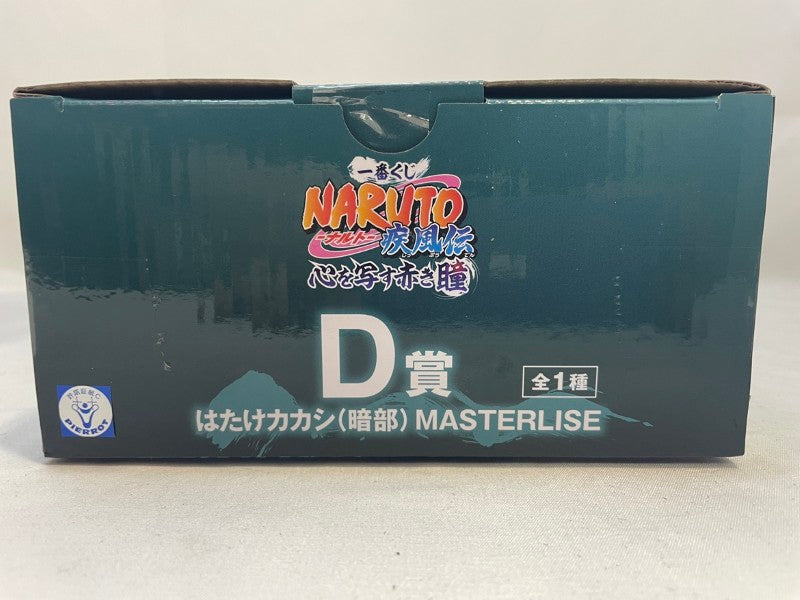 一番くじ
NARUTO
-ナルト-
疾風伝
心を写す赤き瞳
D賞
全1種
はたけカカシ(暗部) MASTERLISE
PIERROT